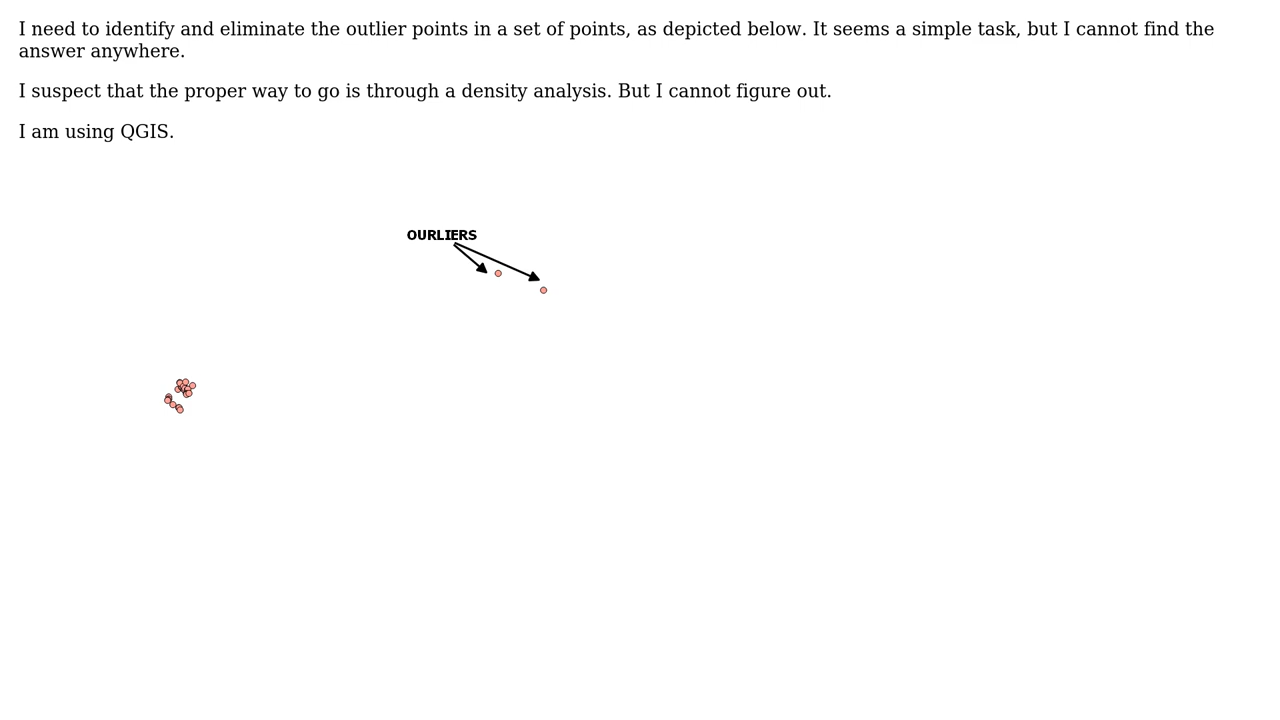 I need to identify and eliminate the outlier points in a set of points, as depicted below. It seems a simple task, but I cannot find the
answer anywhere.
I suspect that the proper way to go is through a density analysis. But I cannot figure out.
I am using QGIS.
OURLIERS